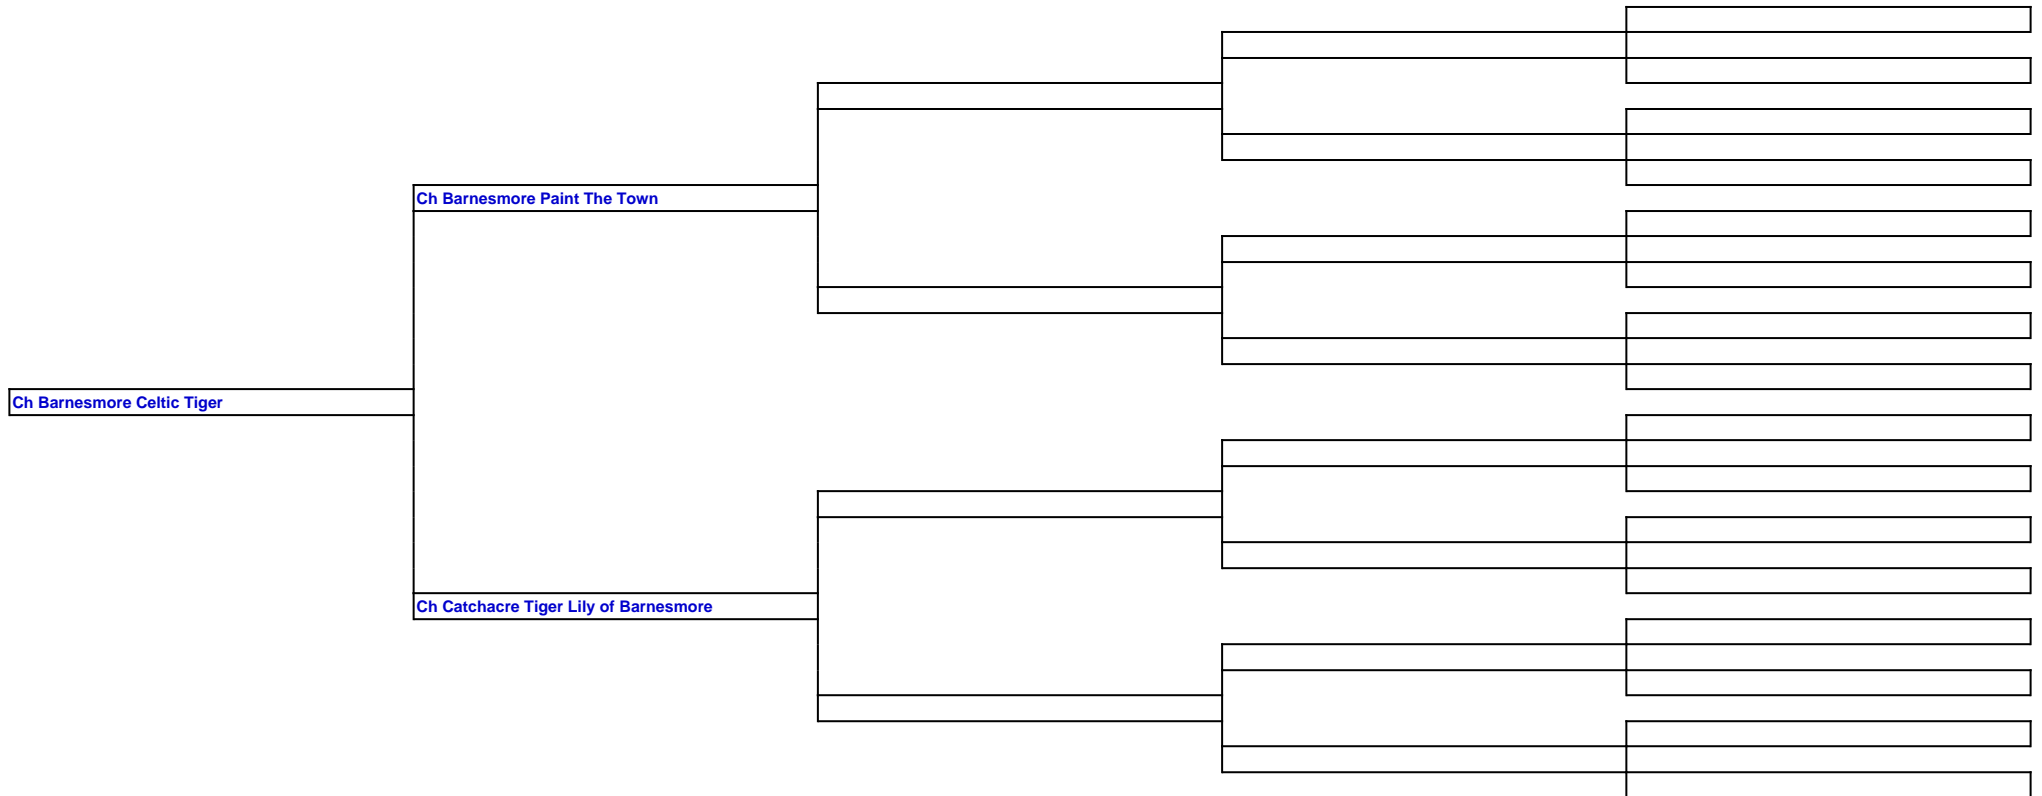 Ch Barnesmore Paint The Town
Ch Barnesmore Celtic Tiger
Ch Catchacre Tiger Lily of Barnesmore